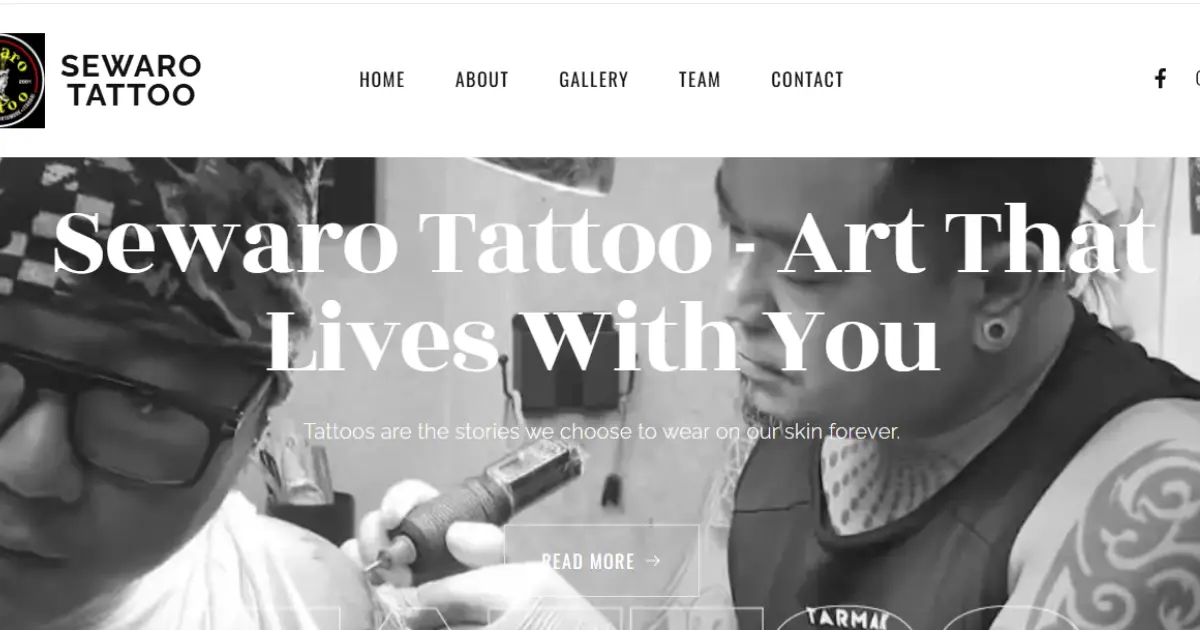 SEWARO
TATTOO
HOME
ABOUT
GALLERY
TEAM
CONTACT
Sewaro Tattoo - Art That
Lives With You
Tattoos are the stories we choose to wear on our skin forever.
READ MORE →
TARMAK